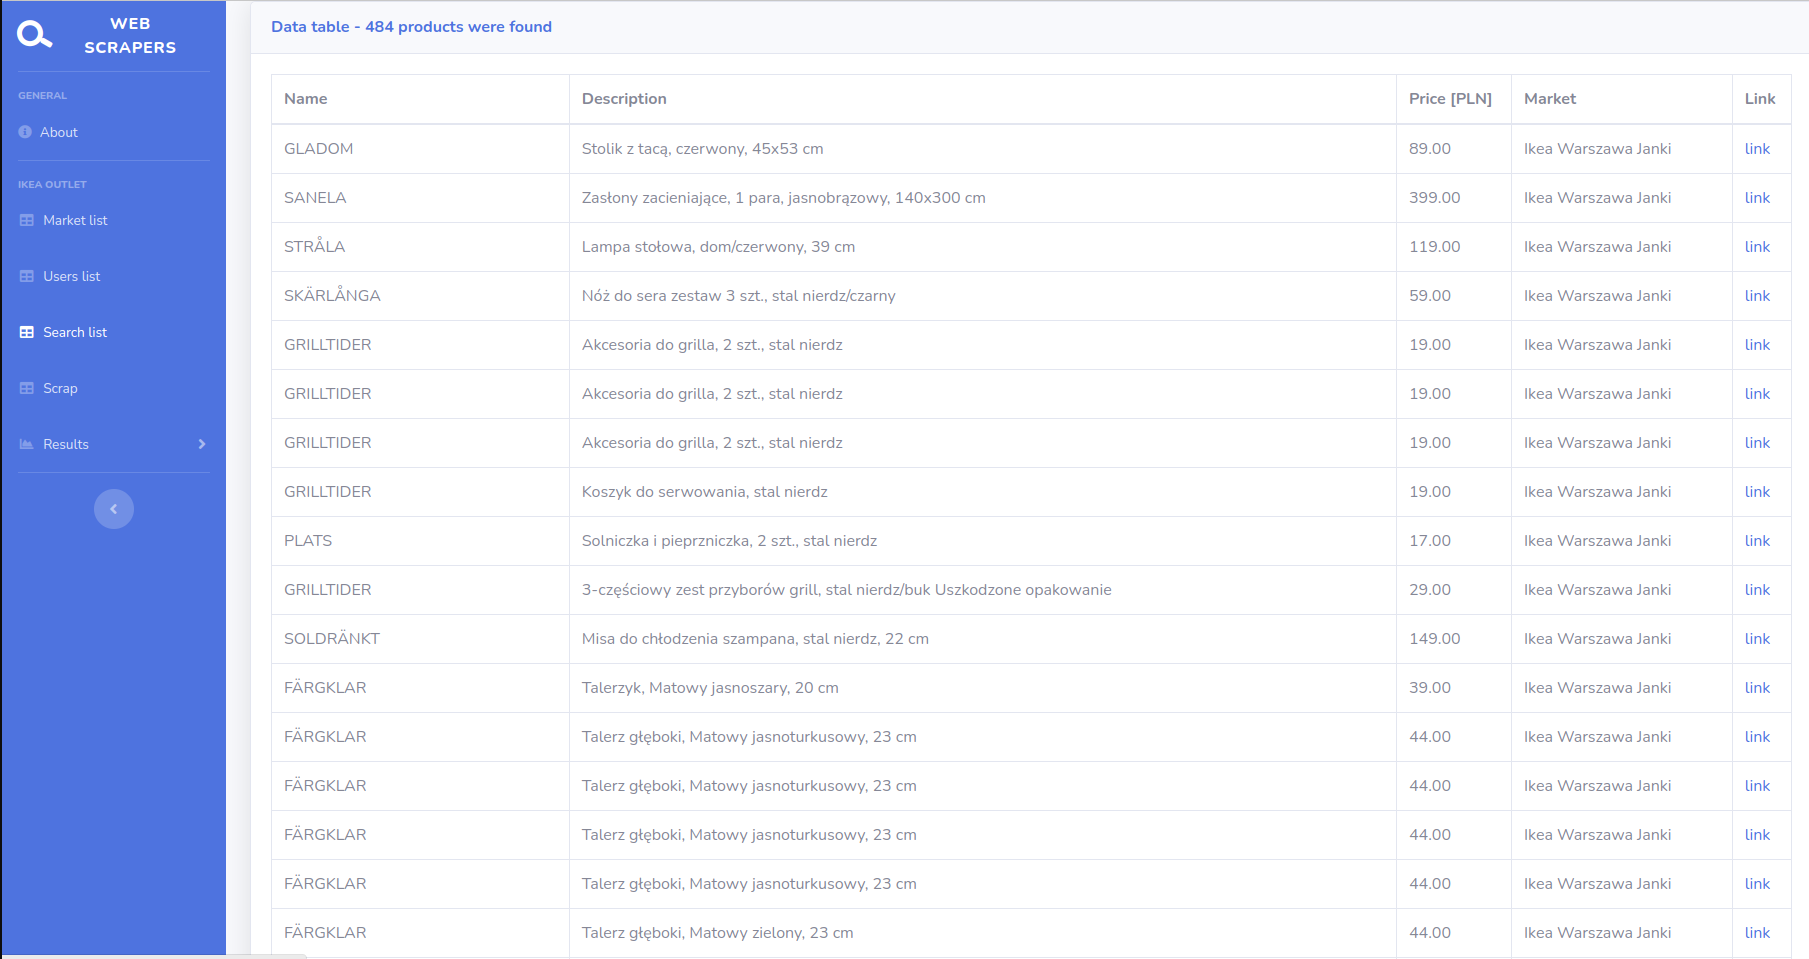 WEB
SCRAPERS
GENERAL
About
IKEA OUTLET
Market list
Users list
Search list
Scrap
Results
Data table - 484 products were found
Name Description Price [PLN] Market Link
GLADOM Stolik z tacą, czerwony, 45x53 cm 89.00 Ikea Warszawa Janki link
SANELA Zasłony zacieniające, 1 para, jasnobrązowy, 140x300 cm 399.00 Ikea Warszawa Janki link
STRÅLA Lampa stołowa, dom/czerwony, 39 cm 119.00 Ikea Warszawa Janki link
SKÄRLÅNGA Nóż do sera zestaw 3 szt., stal nierdz/czarny 59.00 Ikea Warszawa Janki link
GRILLTIDER Akcesoria do grilla, 2 szt., stal nierdz 19.00 Ikea Warszawa Janki link
GRILLTIDER Akcesoria do grilla, 2 szt., stal nierdz 19.00 Ikea Warszawa Janki link
GRILLTIDER Akcesoria do grilla, 2 szt., stal nierdz 19.00 Ikea Warszawa Janki link
GRILLTIDER Koszyk do serwowania, stal nierdz 19.00 Ikea Warszawa Janki link
PLATS Solniczka i pieprzniczka, 2 szt., stal nierdz 17.00 Ikea Warszawa Janki link
GRILLTIDER 3-częściowy zest przyborów grill, stal nierdz/buk Uszkodzone opakowanie 29.00 Ikea Warszawa Janki link
SOLDRÄNKT Misa do chłodzenia szampana, stal nierdz, 22 cm 149.00 Ikea Warszawa Janki link
FÄRGKLAR Talerzyk, Matowy jasnoszary, 20 cm 39.00 Ikea Warszawa Janki link
FÄRGKLAR Talerz głęboki, Matowy jasnoturkusowy, 23 cm 44.00 Ikea Warszawa Janki link
FÄRGKLAR Talerz głęboki, Matowy jasnoturkusowy, 23 cm 44.00 Ikea Warszawa Janki link
FÄRGKLAR Talerz głęboki, Matowy jasnoturkusowy, 23 cm 44.00 Ikea Warszawa Janki link
FÄRGKLAR Talerz głęboki, Matowy jasnoturkusowy, 23 cm 44.00 Ikea Warszawa Janki link
FÄRGKLAR Talerz głęboki, Matowy zielony, 23 cm 44.00 Ikea Warszawa Janki link